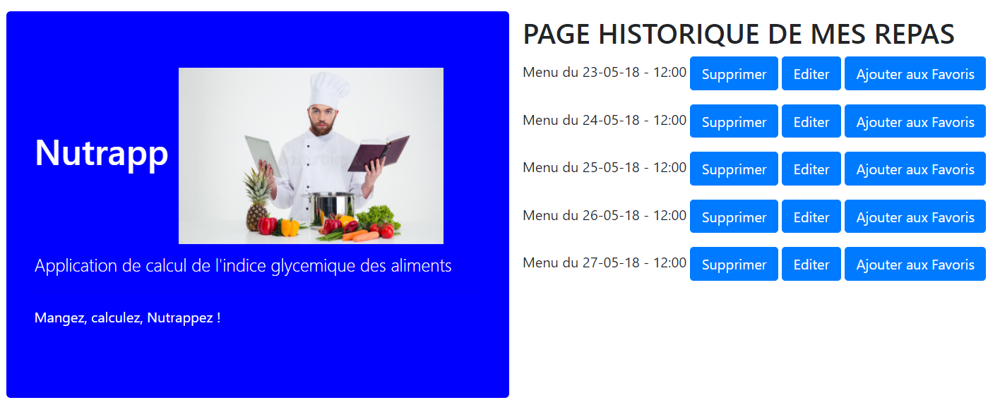 Nutrapp
Application de calcul de l'indice glycemique des aliments
Mangez, calculez, Nutrappez !
PAGE HISTORIQUE DE MES REPAS
Menu du 23-05-18 - 12:00 Supprimer Editer Ajouter aux Favoris
Menu du 24-05-18 - 12:00 Supprimer Editer Ajouter aux Favoris
Menu du 25-05-18 - 12:00 Supprimer Editer Ajouter aux Favoris
Menu du 26-05-18 - 12:00 Supprimer Editer Ajouter aux Favoris
Menu du 27-05-18 - 12:00 Supprimer Editer Ajouter aux Favoris